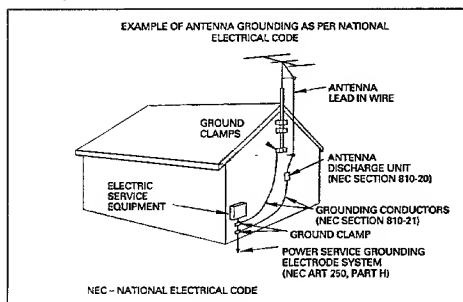 EXAMPLE OF ANTENNA GROUNDING AS PER NATIONAL
ELECTRICAL CODE
ANTENNA
LEAD IN WIRE
GROUND
CLAMPS
ANTENNA
DISCHARGE UNIT
(NEC SECTION 810-20)
ELECTRIC
SERVICE
EQUIPMENT
GROUNDING CONDUCTORS
(NEC SECTION 810-21)
GROUND CLAMP
POWER SERVICE GROUNDING
ELECTRODE SYSTEM
(NEC ART 250, PART H)
NEC – NATIONAL ELECTRICAL CODE